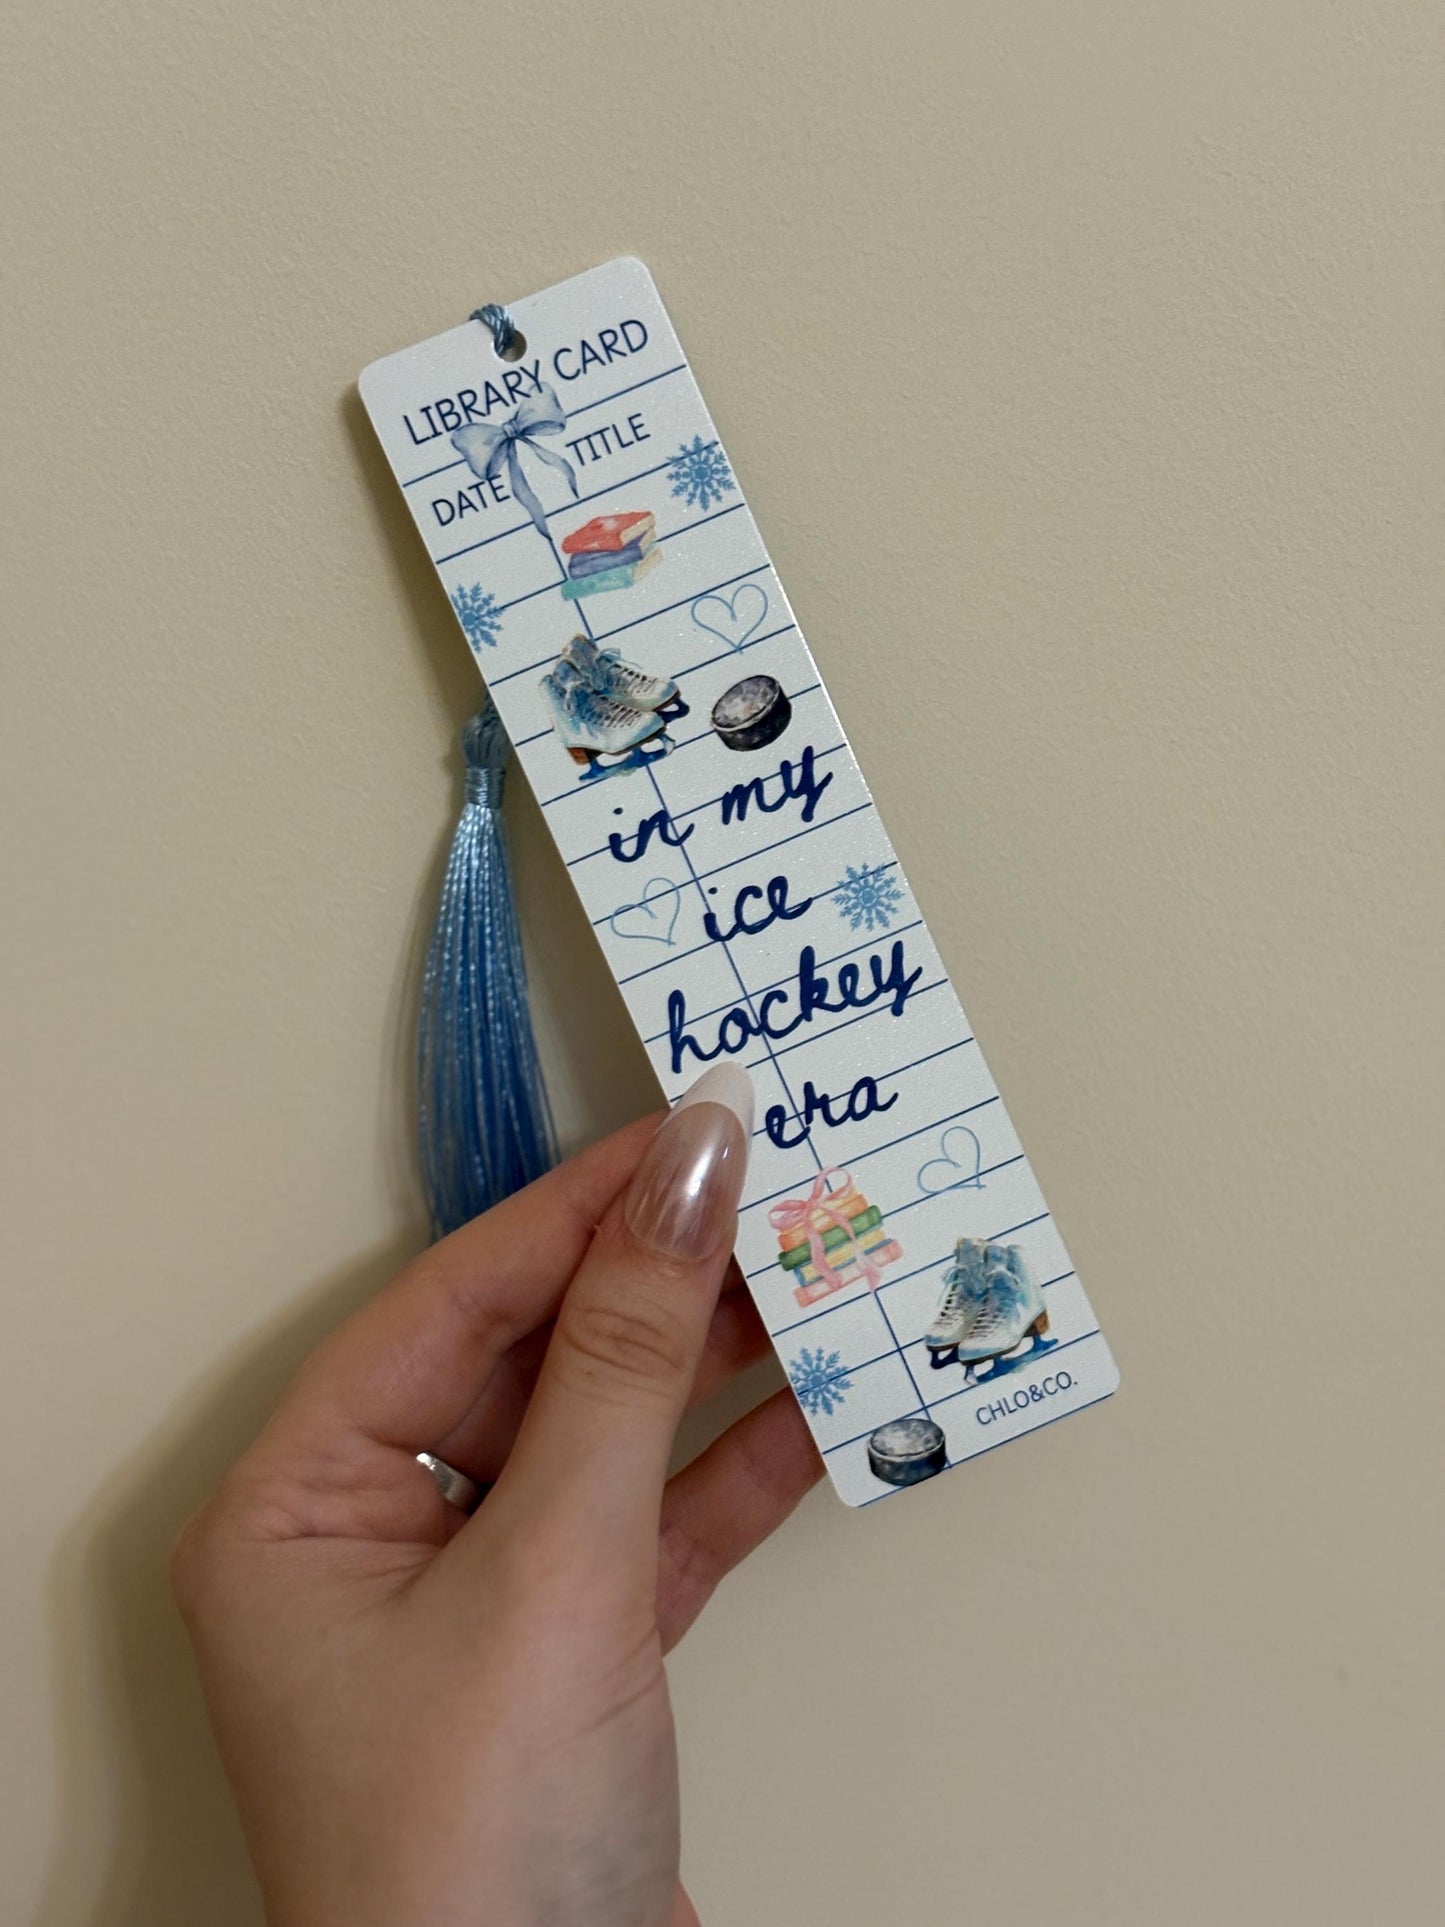 LIBRARY CARD
DATE TITLE
in my
ice
hockey
era
CHLO&CO.